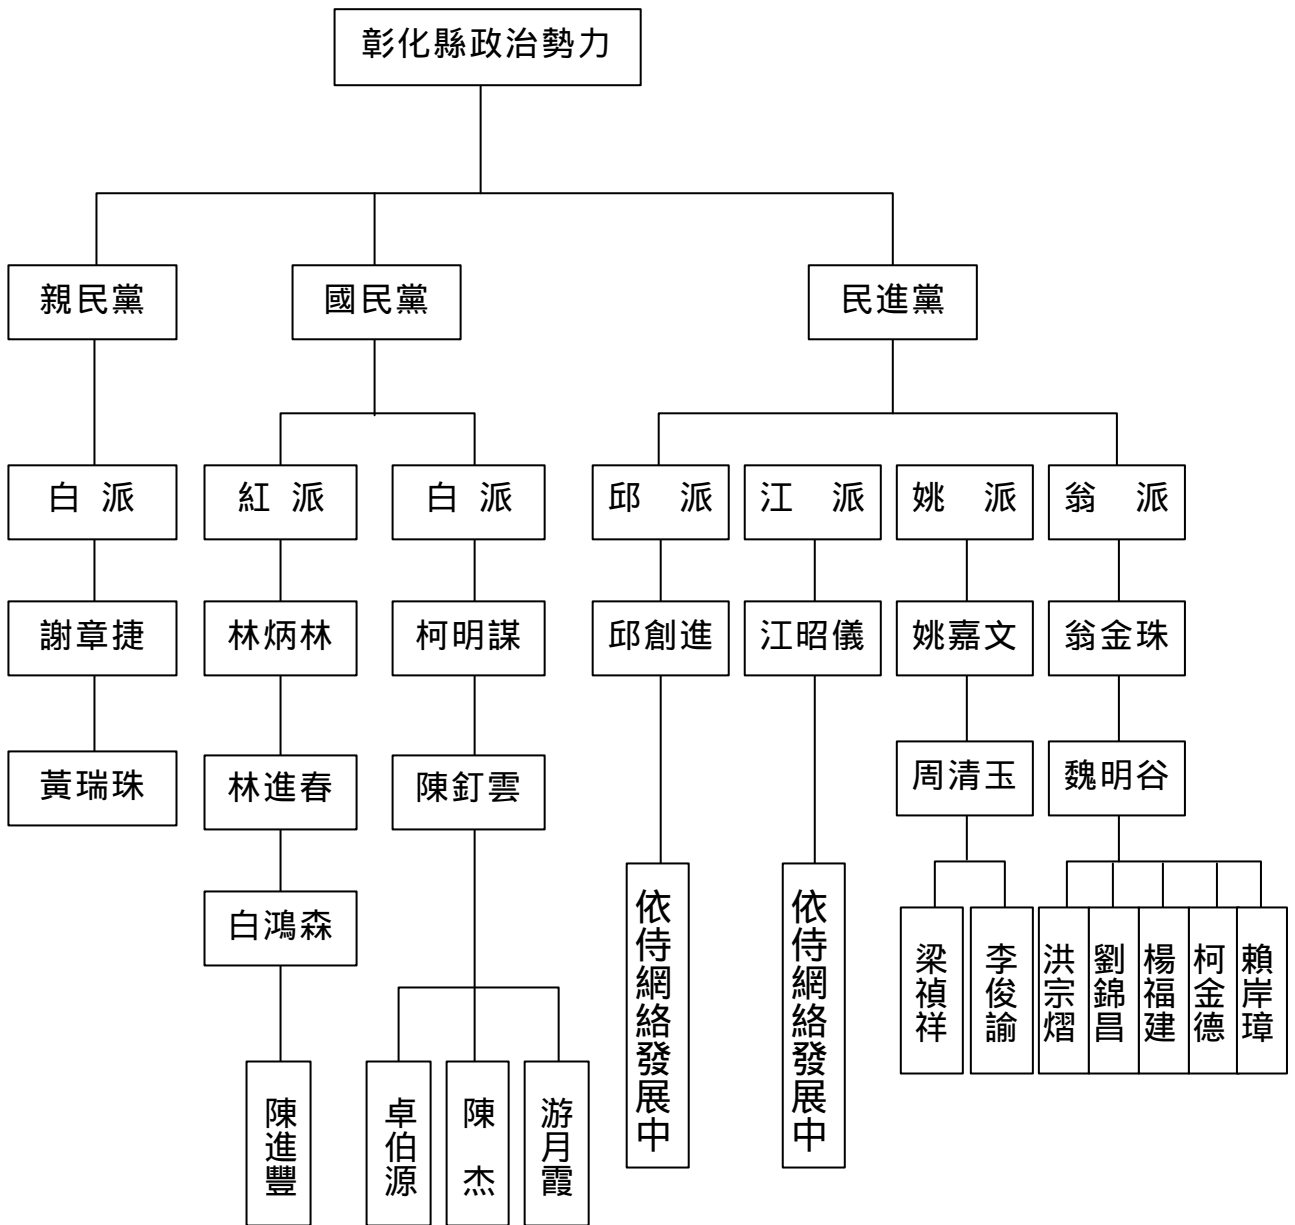 彰化縣政治勢力
親民黨
國民黨
民進黨
白 派
紅 派
白 派
邱　派
江　派
姚　派
翁　派
謝章捷
林炳林
柯明謀
邱創進
江昭儀
姚嘉文
翁金珠
黃瑞珠
林進春
陳釘雲
周清玉
魏明谷
白鴻森
依侍網絡發展中
依侍網絡發展中
梁禎祥
李俊諭
洪宗熠
劉錦昌
楊福建
柯金德
賴岸璋
陳進豐
卓伯源
陳　杰
游月霞